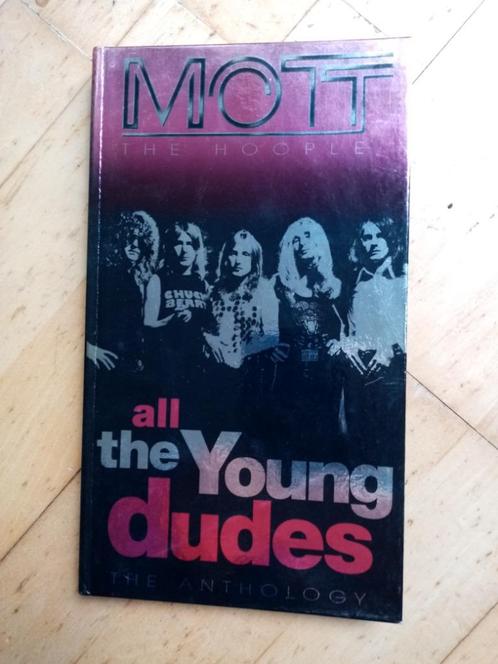 MOTT
THE HOOPLE
CHUCK
BERRY
all
the Young
dudes
THE ANTHOLOGY